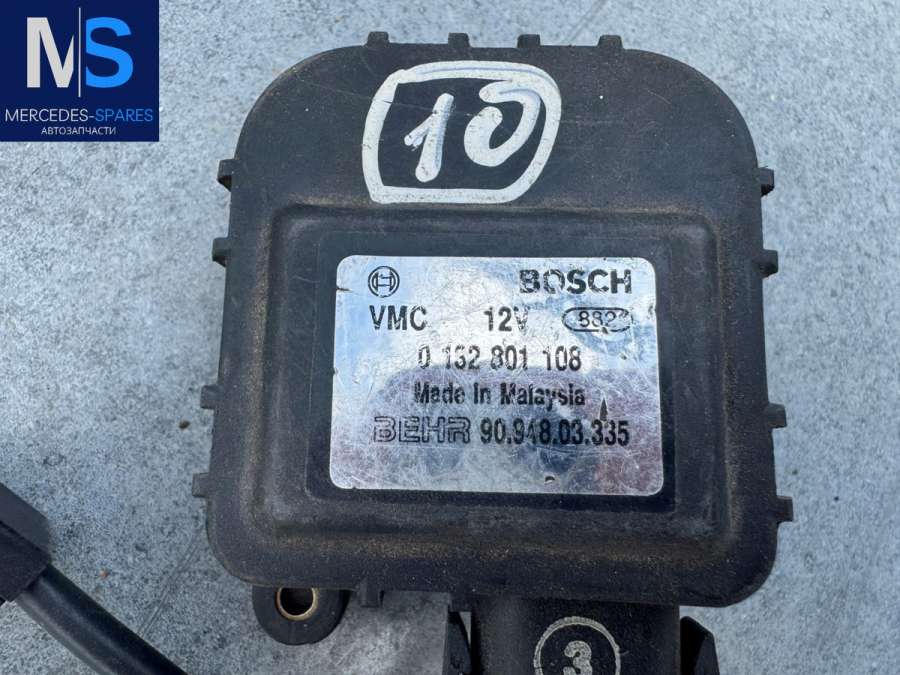 MS
MERCEDES-SPARES
АВТОЗАПЧАСТИ
10
BOSCH
VMC 12V 882
0 132 801 108
Made in Malaysia
BEHR 90.948.03.335
3